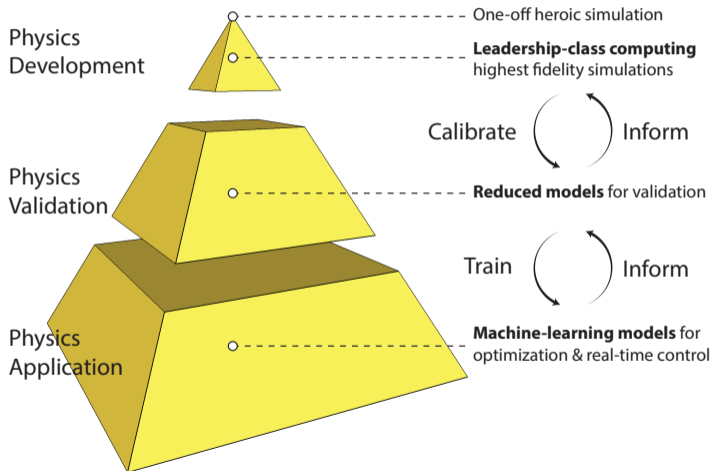 One-off heroic simulation
Physics
Development
Leadership-class computing
highest fidelity simulations
Calibrate
Inform
Physics
Validation
Reduced models for validation
Train
Inform
Physics
Application
Machine-learning models for
optimization & real-time control